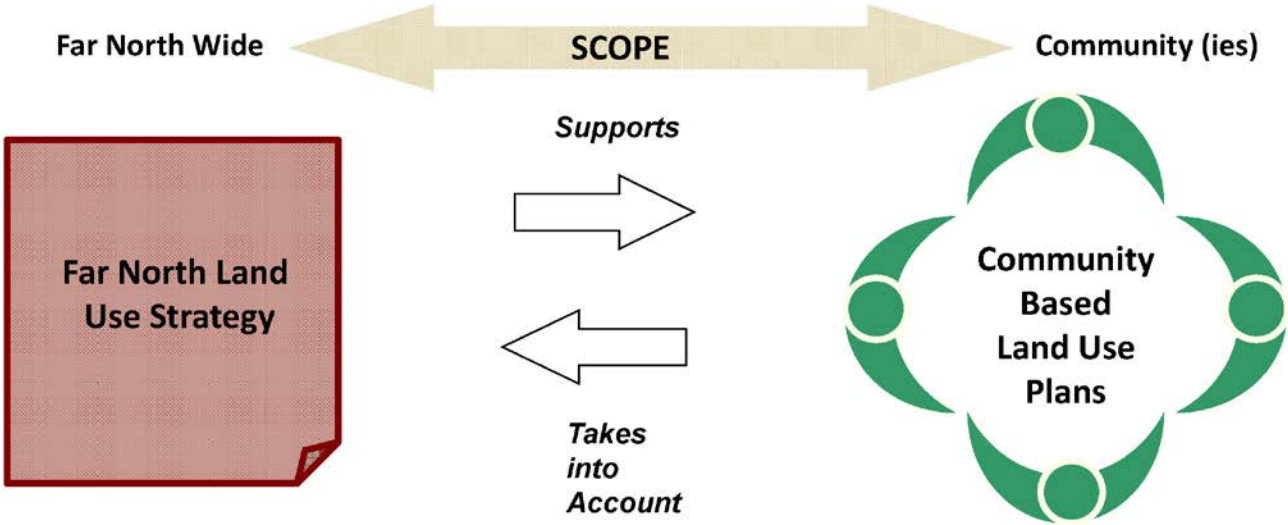 Far North Wide
SCOPE
Community (ies)
Supports
Far North Land
Use Strategy
Community
Based
Land Use
Plans
Takes
into
Account